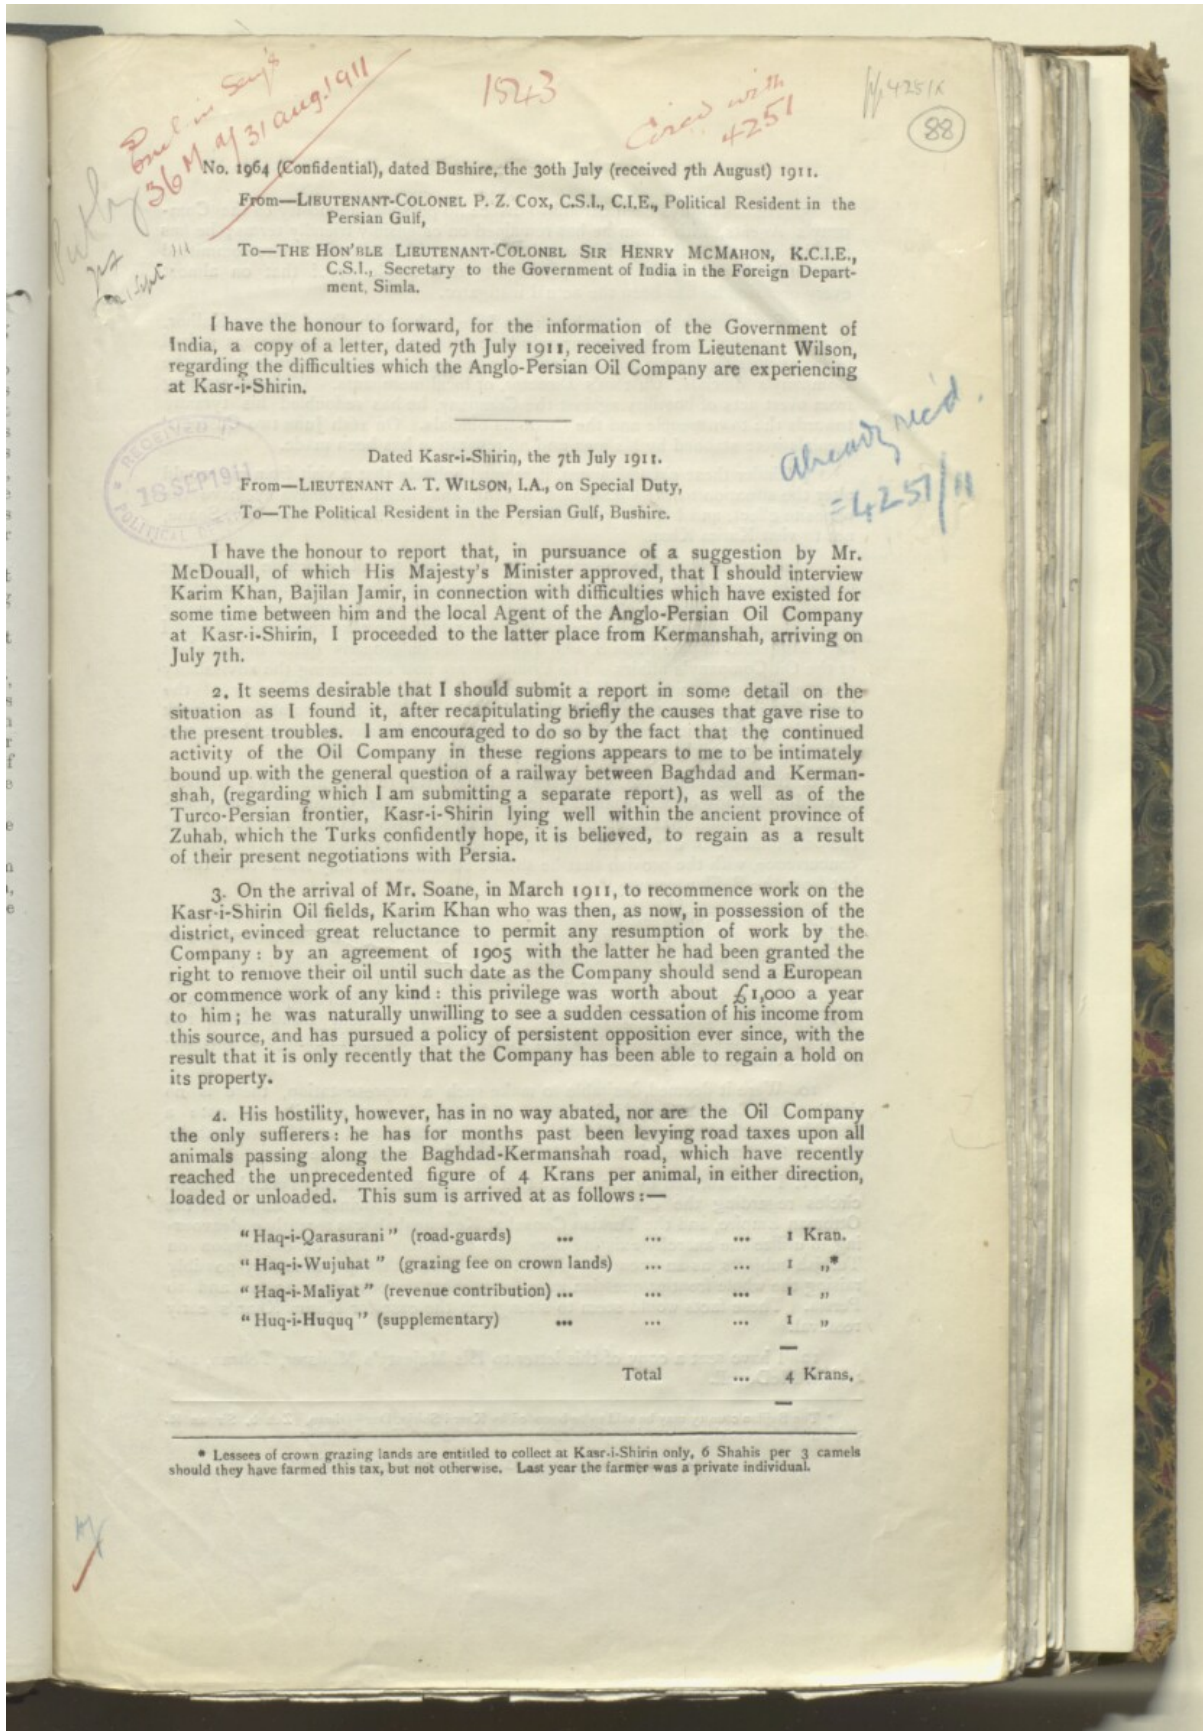 1543
Cored with
4251
4251/11
88
Encl in Secy's
36 M of 31 Aug. 1911
No. 1964 (Confidential), dated Bushire, the 30th July (received 7th August) 1911.
From—LIEUTENANT-COLONEL P. Z. COX, C.S.I., C.I.E., Political Resident in the
Persian Gulf,
To—THE HON'BLE LIEUTENANT-COLONEL SIR HENRY MCMAHON, K.C.I.E.,
C.S.I., Secretary to the Government of India in the Foreign Depart-
ment, Simla.
I have the honour to forward, for the information of the Government of
India, a copy of a letter, dated 7th July 1911, received from Lieutenant Wilson,
regarding the difficulties which the Anglo-Persian Oil Company are experiencing
at Kasr-i-Shirin.
Already rec'd.
=4251/11
RECEIVED IN
18 SEP 1911
POLITICAL
Dated Kasr-i-Shirin, the 7th July 1911.
From—LIEUTENANT A. T. WILSON, I.A., on Special Duty,
To—The Political Resident in the Persian Gulf, Bushire.
I have the honour to report that, in pursuance of a suggestion by Mr.
McDouall, of which His Majesty's Minister approved, that I should interview
Karim Khan, Bajilan Jamir, in connection with difficulties which have existed for
some time between him and the local Agent of the Anglo-Persian Oil Company
at Kasr-i-Shirin, I proceeded to the latter place from Kermanshah, arriving on
July 7th.
2. It seems desirable that I should submit a report in some detail on the
situation as I found it, after recapitulating briefly the causes that gave rise to
the present troubles. I am encouraged to do so by the fact that the continued
activity of the Oil Company in these regions appears to me to be intimately
bound up with the general question of a railway between Baghdad and Kerman-
shah, (regarding which I am submitting a separate report), as well as of the
Turco-Persian frontier, Kasr-i-Shirin lying well within the ancient province of
Zuhab, which the Turks confidently hope, it is believed, to regain as a result
of their present negotiations with Persia.
3. On the arrival of Mr. Soane, in March 1911, to recommence work on the
Kasr-i-Shirin Oil fields, Karim Khan who was then, as now, in possession of the
district, evinced great reluctance to permit any resumption of work by the
Company : by an agreement of 1905 with the latter he had been granted the
right to remove their oil until such date as the Company should send a European
or commence work of any kind : this privilege was worth about £1,000 a year
to him ; he was naturally unwilling to see a sudden cessation of his income from
this source, and has pursued a policy of persistent opposition ever since, with the
result that it is only recently that the Company has been able to regain a hold on
its property.
4. His hostility, however, has in no way abated, nor are the Oil Company
the only sufferers : he has for months past been levying road taxes upon all
animals passing along the Baghdad-Kermanshah road, which have recently
reached the unprecedented figure of 4 Krans per animal, in either direction,
loaded or unloaded. This sum is arrived at as follows :—
"Haq-i-Qarasurani" (road-guards) ... ... ... 1 Kran.
"Haq-i-Wujuhat" (grazing fee on crown lands) ... ... 1 „*
"Haq-i-Maliyat" (revenue contribution) ... ... ... 1 „
"Huq-i-Huquq" (supplementary) ... ... ... 1 „
Total ... 4 Krans.
* Lessees of crown grazing lands are entitled to collect at Kasr-i-Shirin only, 6 Shahis per 3 camels
should they have farmed this tax, but not otherwise. Last year the farmer was a private individual.